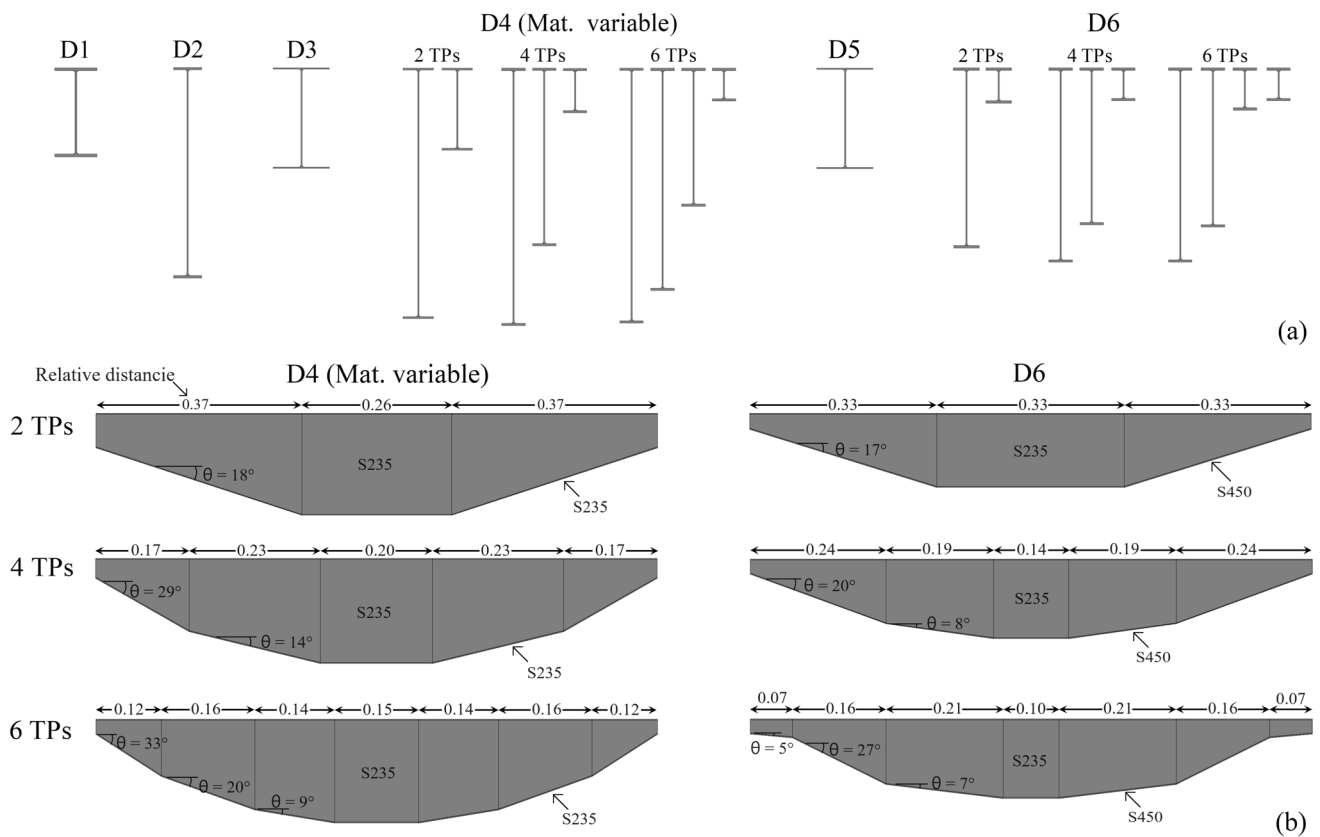 D4 (Mat. variable)
D1 D2 D3 2 TPs 4 TPs 6 TPs D5 D6
2 TPs 4 TPs 6 TPs
(a)
Relative distancie D4 (Mat. variable) D6
2 TPs
0.37 0.26 0.37 0.33 0.33 0.33
θ = 18° S235 S235 θ = 17° S235 S450
4 TPs
0.17 0.23 0.20 0.23 0.17 0.24 0.19 0.14 0.19 0.24
θ = 29° θ = 14° S235 S235 θ = 20° θ = 8° S235 S450
6 TPs
0.12 0.16 0.14 0.15 0.14 0.16 0.12 0.07 0.16 0.21 0.10 0.21 0.16 0.07
θ = 33° θ = 20° θ = 9° S235 S235 θ = 5° θ = 27° θ = 7° S235 S450
(b)